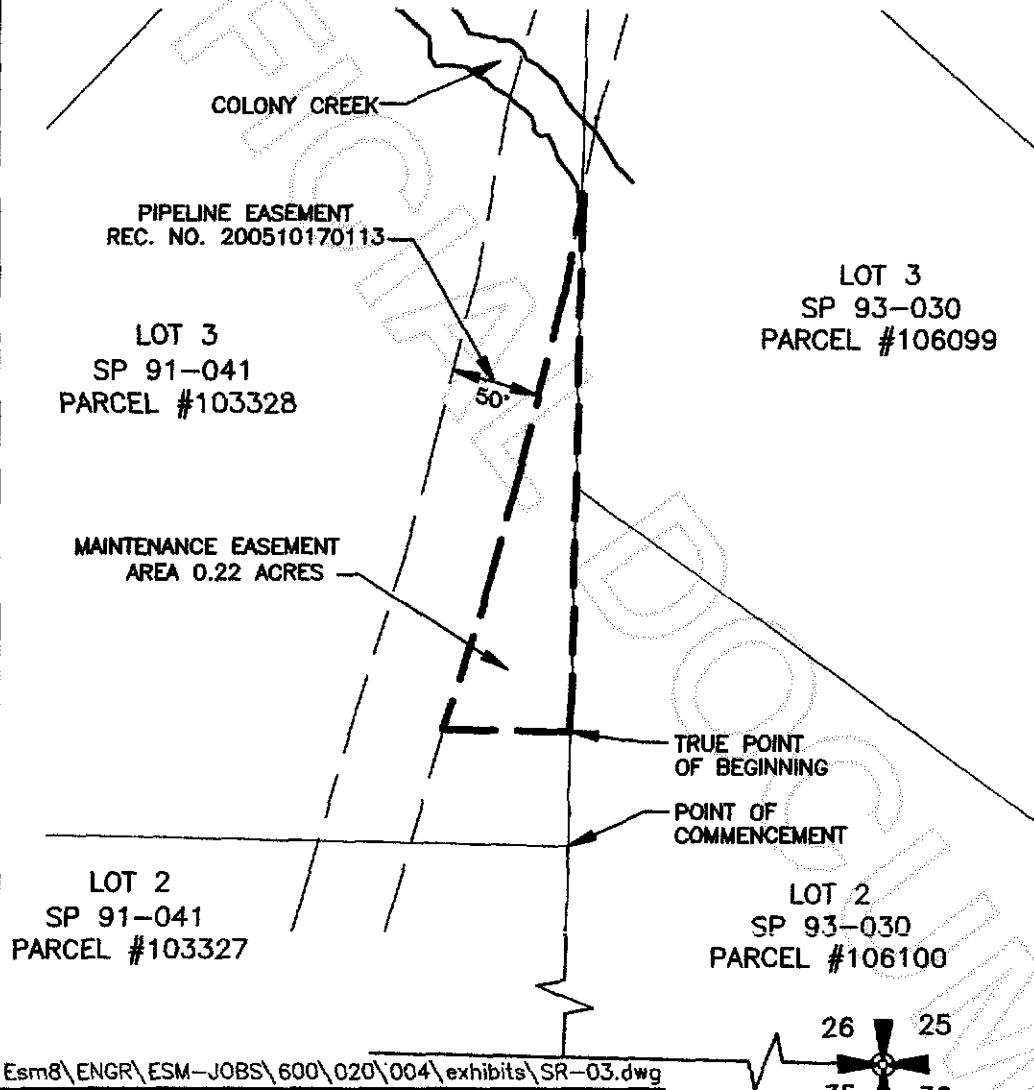 COLONY CREEK
PIPELINE EASEMENT
REC. NO. 200510170113
LOT 3
SP 93-030
PARCEL #106099
LOT 3
SP 91-041
PARCEL #103328
50'
MAINTENANCE EASEMENT
AREA 0.22 ACRES
TRUE POINT
OF BEGINNING
POINT OF
COMMENCEMENT
LOT 2
SP 91-041
PARCEL #103327
LOT 2
SP 93-030
PARCEL #106100
26 25
Esm8\ENGR\ESM-JOBS\600\020\004\exhibits\SR-03.dwg